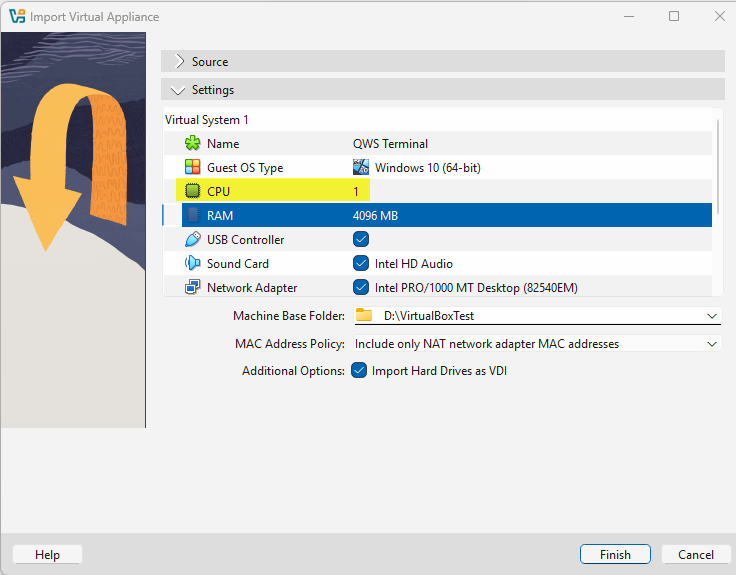 Import Virtual Appliance
Source
Settings
Virtual System 1
Name QWS Terminal
Guest OS Type Windows 10 (64-bit)
CPU 1
RAM 4096 MB
USB Controller
Sound Card Intel HD Audio
Network Adapter Intel PRO/1000 MT Desktop (82540EM)
Machine Base Folder: D:\VirtualBoxTest
MAC Address Policy: Include only NAT network adapter MAC addresses
Additional Options: Import Hard Drives as VDI
Help Finish Cancel